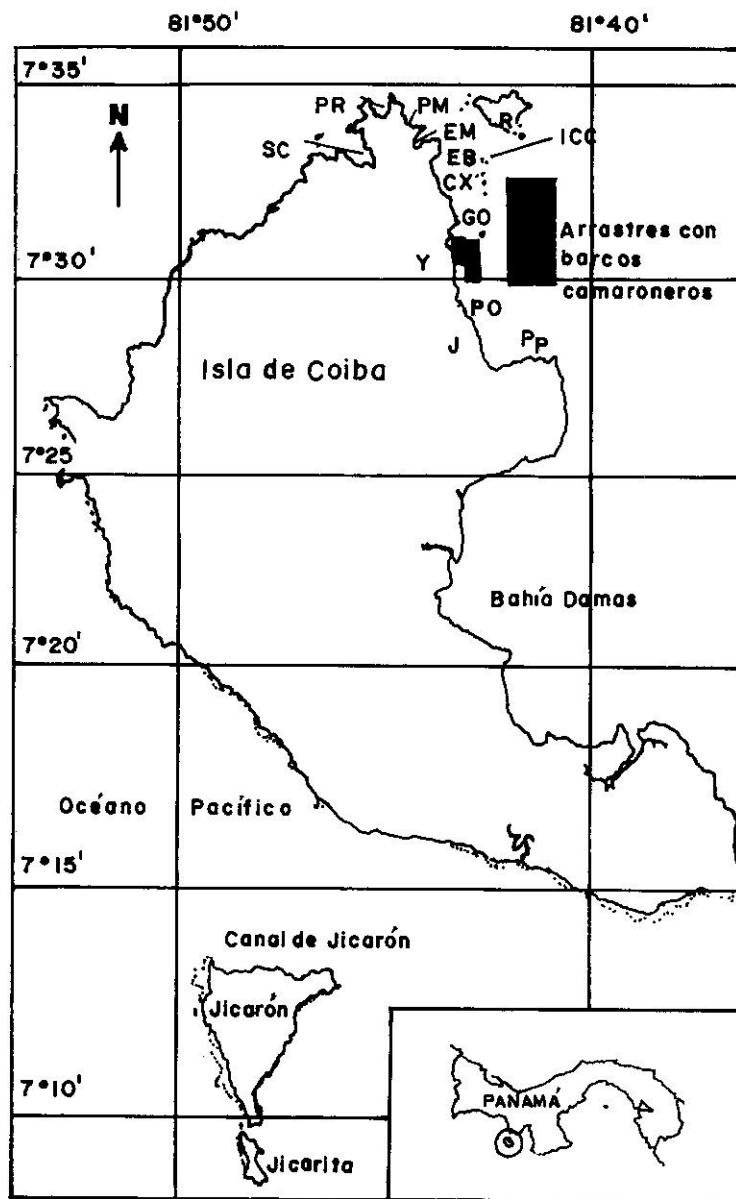 81°50'
81°40'
7°35'
N
PR
PM
R
SC
EM
ICC
EB
CX
GO
Arrastres con
barcos
camaroneros
7°30'
Y
PO
J
PP
Isla de Coiba
7°25
Bahía Damas
7°20'
Océano Pacífico
7°15'
Canal de Jicarón
Jicarón
7°10'
PANAMÁ
Jicarita